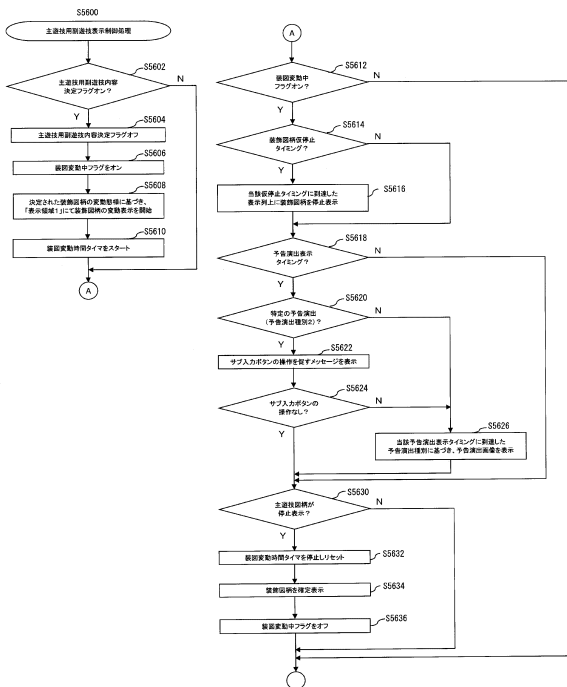 S5600
主遊技用副遊技表示制御処理
S5602
主遊技用副遊技内容
決定フラグオン？
N
Y
S5604
主遊技用副遊技内容決定フラグオフ
S5606
装図変動中フラグをオン
S5608
決定された装飾図柄の変動態様に基づき、
「表示領域1」にて装飾図柄の変動表示を開始
S5610
装図変動時間タイマをスタート
A
A
S5612
装図変動中
フラグオン？
N
Y
S5614
装飾図柄仮停止
タイミング？
N
Y
S5616
当該仮停止タイミングに到達した
表示列上に装飾図柄を停止表示
S5618
予告演出表示
タイミング？
N
Y
S5620
特定の予告演出
(予告演出種別2)？
N
Y
S5622
サブ入力ボタンの操作を促すメッセージを表示
S5624
サブ入力ボタンの
操作なし？
N
Y
S5626
当該予告演出表示タイミングに到達した
予告演出種別に基づき、予告演出画像を表示
S5630
主遊技図柄が
停止表示？
N
Y
S5632
装図変動時間タイマを停止しリセット
S5634
装飾図柄を確定表示
S5636
装図変動中フラグをオフ